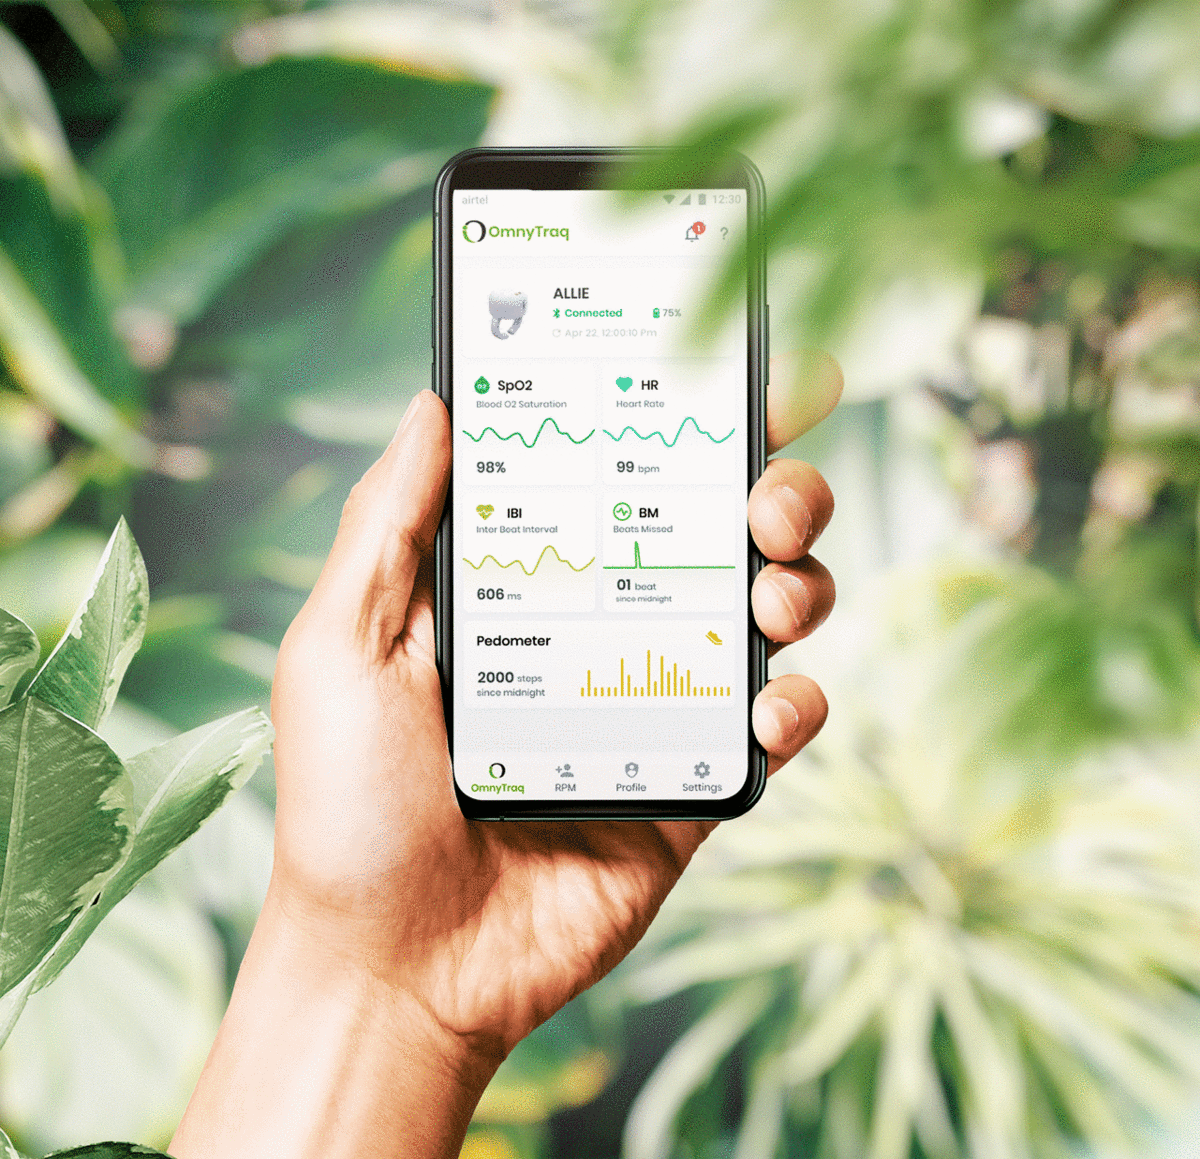 airtel 12:30
OmnyTraq 1 ?
ALLIE
Connected 75%
Apr 22, 12:00:10 Pm
SpO2 HR
O2
Blood O2 Saturation Heart Rate
98% 99 bpm
IBI BM
Inter Beat Interval Beats Missed
606 ms 01 beat
since midnight
Pedometer
2000 steps
since midnight
OmnyTraq RPM Profile Settings